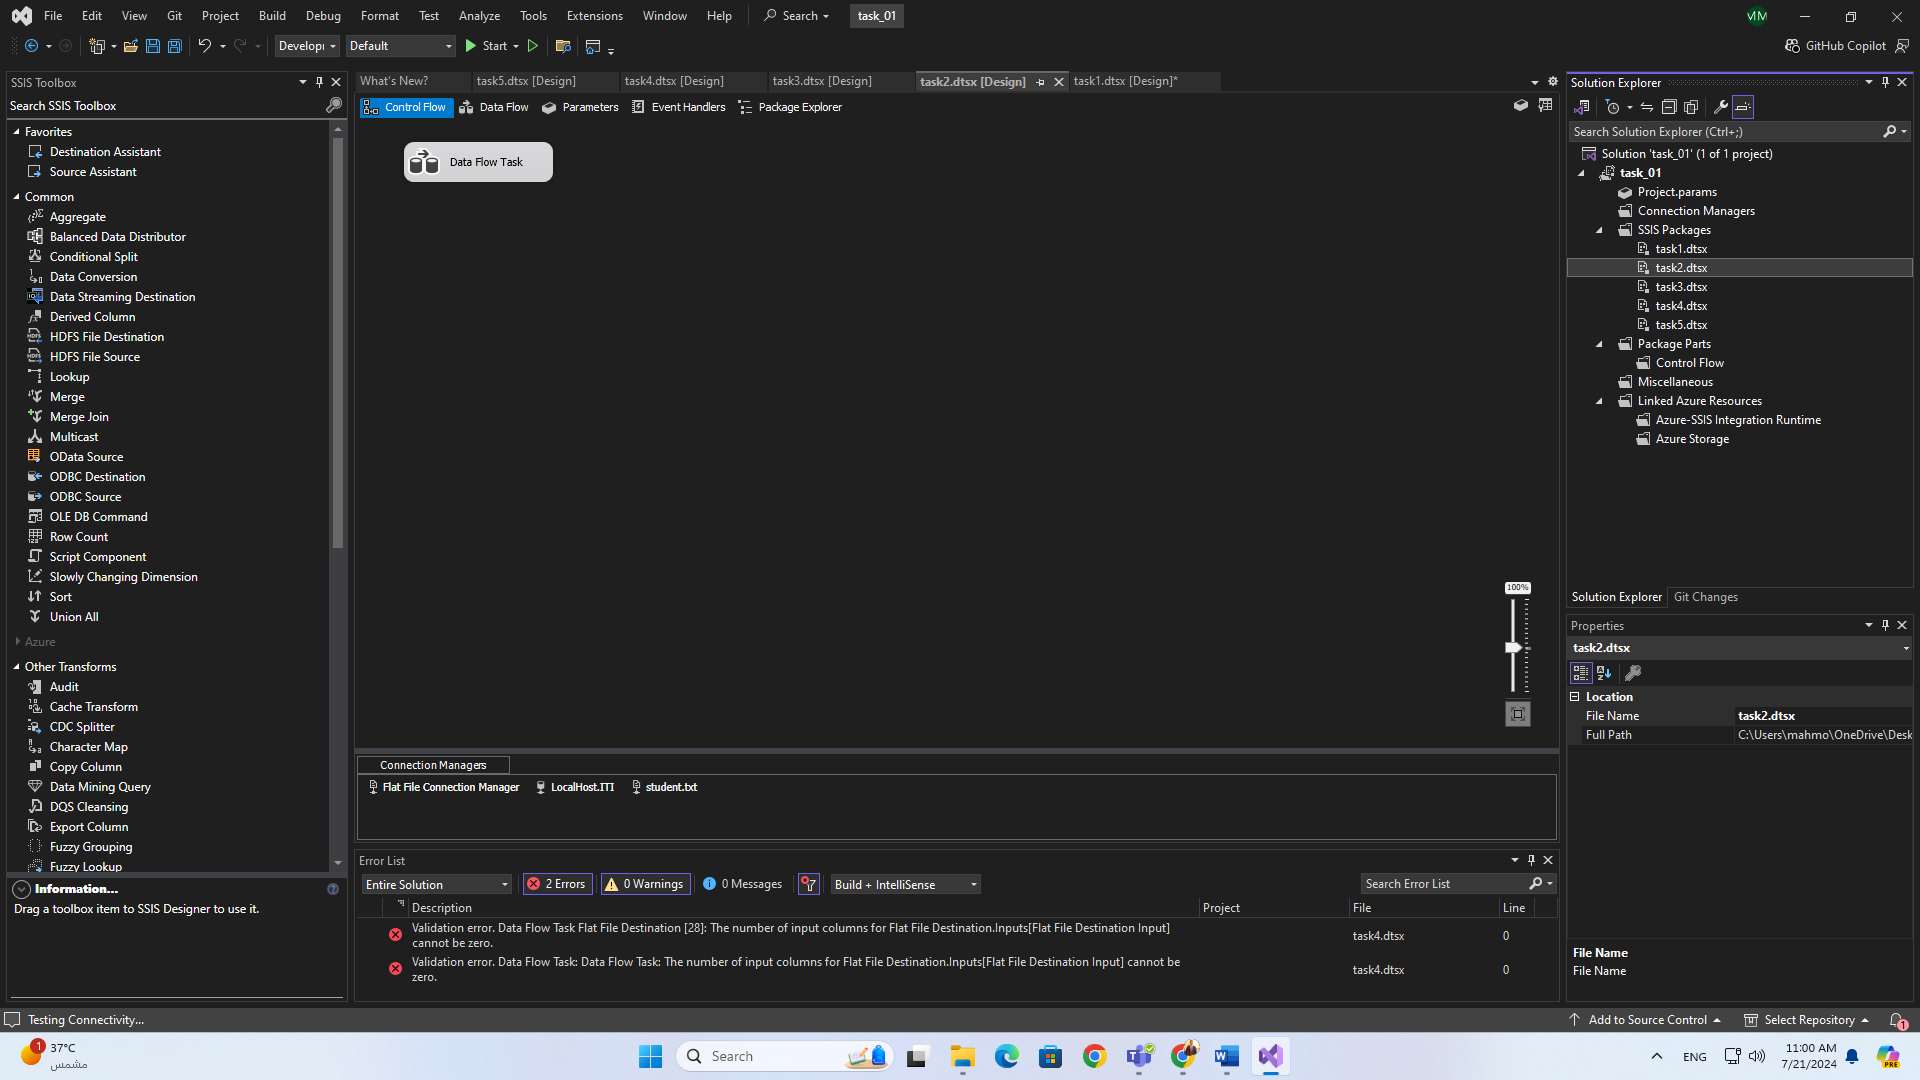 File Edit View Git Project Build Debug Format Test Analyze Tools Extensions Window Help Search task_01 MM
Develop Default Start GitHub Copilot
SSIS Toolbox
Search SSIS Toolbox
Favorites
Destination Assistant
Source Assistant
Common
Aggregate
Balanced Data Distributor
Conditional Split
Data Conversion
Data Streaming Destination
Derived Column
HDFS File Destination
HDFS File Source
Lookup
Merge
Merge Join
Multicast
OData Source
ODBC Destination
ODBC Source
OLE DB Command
Row Count
Script Component
Slowly Changing Dimension
Sort
Union All
Azure
Other Transforms
Audit
Cache Transform
CDC Splitter
Character Map
Copy Column
Data Mining Query
DQS Cleansing
Export Column
Fuzzy Grouping
Fuzzy Lookup
Information...
Drag a toolbox item to SSIS Designer to use it.
What's New? task5.dtsx [Design] task4.dtsx [Design] task3.dtsx [Design] task2.dtsx [Design] task1.dtsx [Design]*
Control Flow Data Flow Parameters Event Handlers Package Explorer
Data Flow Task
100%
Connection Managers
Flat File Connection Manager LocalHost.ITI student.txt
Error List
Entire Solution 2 Errors 0 Warnings 0 Messages Build + IntelliSense Search Error List
Description Project File Line
Validation error. Data Flow Task Flat File Destination [28]: The number of input columns for Flat File Destination.Inputs[Flat File Destination Input]
cannot be zero.
task4.dtsx 0
Validation error. Data Flow Task: Data Flow Task: The number of input columns for Flat File Destination.Inputs[Flat File Destination Input] cannot be
zero.
task4.dtsx 0
Solution Explorer
Search Solution Explorer (Ctrl+;)
Solution 'task_01' (1 of 1 project)
task_01
Project.params
Connection Managers
SSIS Packages
task1.dtsx
task2.dtsx
task3.dtsx
task4.dtsx
task5.dtsx
Package Parts
Control Flow
Miscellaneous
Linked Azure Resources
Azure-SSIS Integration Runtime
Azure Storage
Solution Explorer Git Changes
Properties
task2.dtsx
Location
File Name task2.dtsx
Full Path C:\Users\mahmo\OneDrive\Desk
File Name
File Name
Testing Connectivity... Add to Source Control Select Repository 1
1 37°C
مشمس
Search
ENG
11:00 AM
7/21/2024
PRE